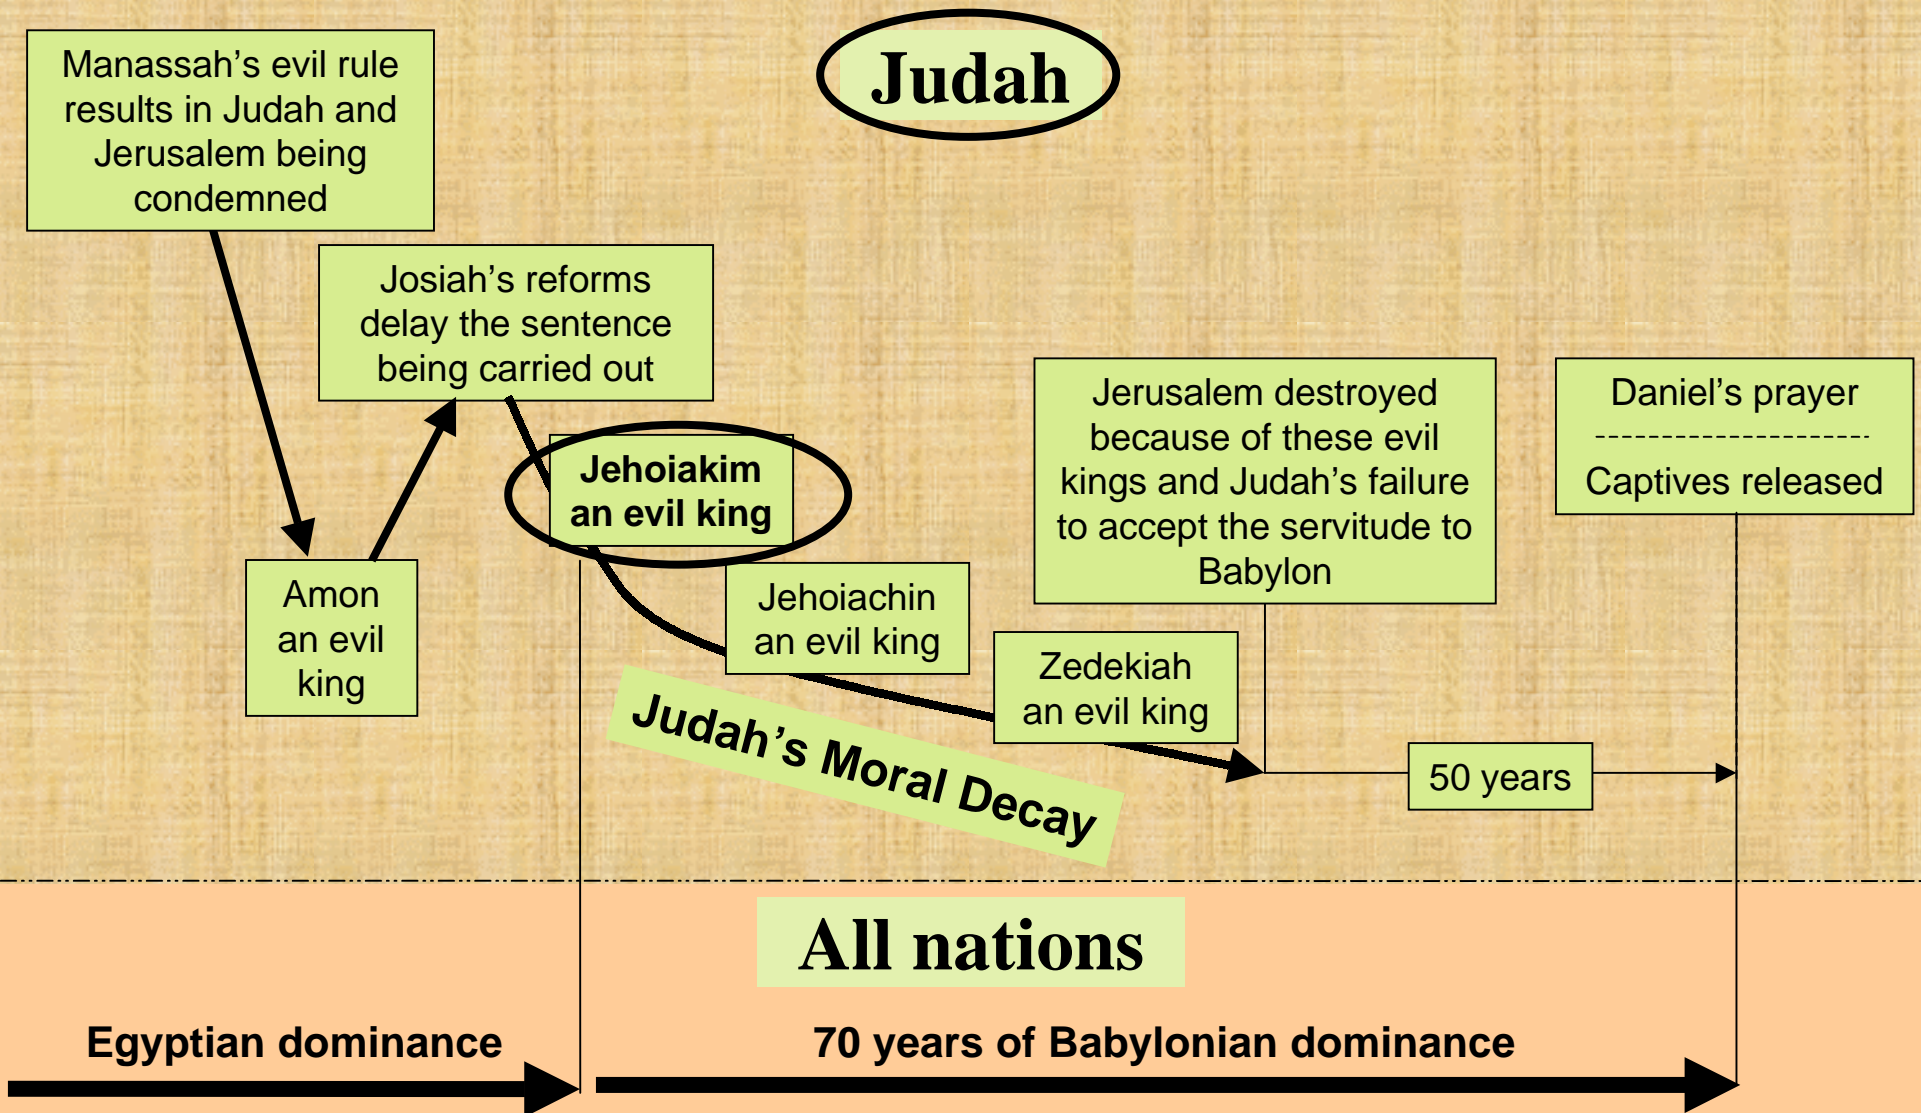 Judah
Manassah’s evil rule
results in Judah and
Jerusalem being
condemned
Josiah’s reforms
delay the sentence
being carried out
Amon
an evil
king
Jehoiakim
an evil king
Jehoiachin
an evil king
Zedekiah
an evil king
Judah’s Moral Decay
Jerusalem destroyed
because of these evil
kings and Judah’s failure
to accept the servitude to
Babylon
Daniel’s prayer
Captives released
50 years
All nations
Egyptian dominance
70 years of Babylonian dominance